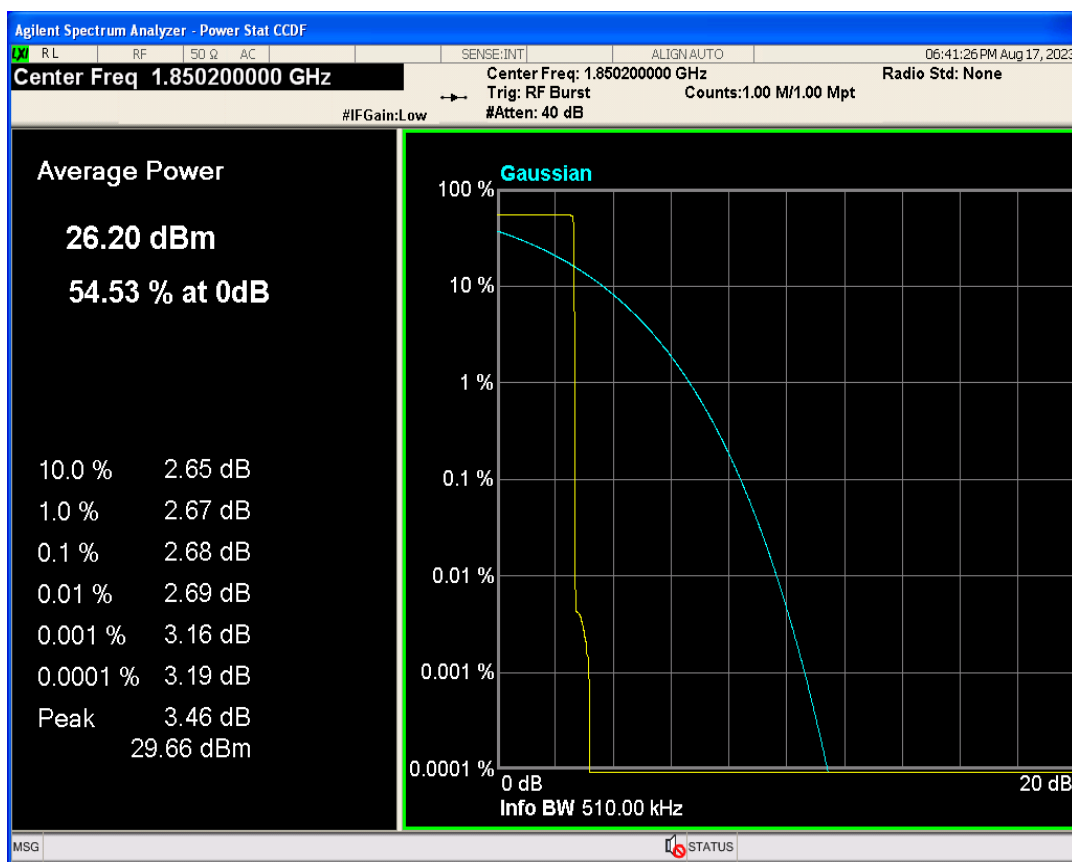 Agilent Spectrum Analyzer - Power Stat CCDF
LXI RL RF 50 Ω AC SENSE:INT ALIGN AUTO 06:41:26 PM Aug 17, 2023
Center Freq 1.850200000 GHz
Center Freq: 1.850200000 GHz Radio Std: None
Trig: RF Burst Counts:1.00 M/1.00 Mpt
#IFGain:Low #Atten: 40 dB
Average Power
26.20 dBm
54.53 % at 0dB
10.0 % 2.65 dB
1.0 % 2.67 dB
0.1 % 2.68 dB
0.01 % 2.69 dB
0.001 % 3.16 dB
0.0001 % 3.19 dB
Peak 3.46 dB
29.66 dBm
Gaussian
100 %
10 %
1 %
0.1 %
0.01 %
0.001 %
0.0001 %
0 dB 20 dB
Info BW 510.00 kHz
MSG STATUS